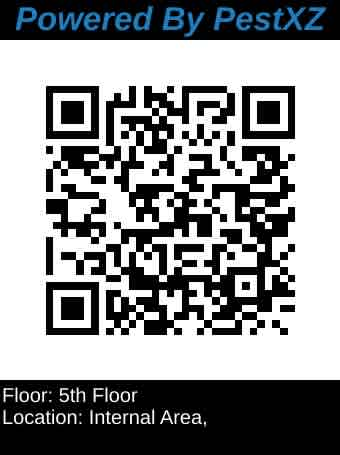 Powered By PestXZ
Floor: 5th Floor
Location: Internal Area,